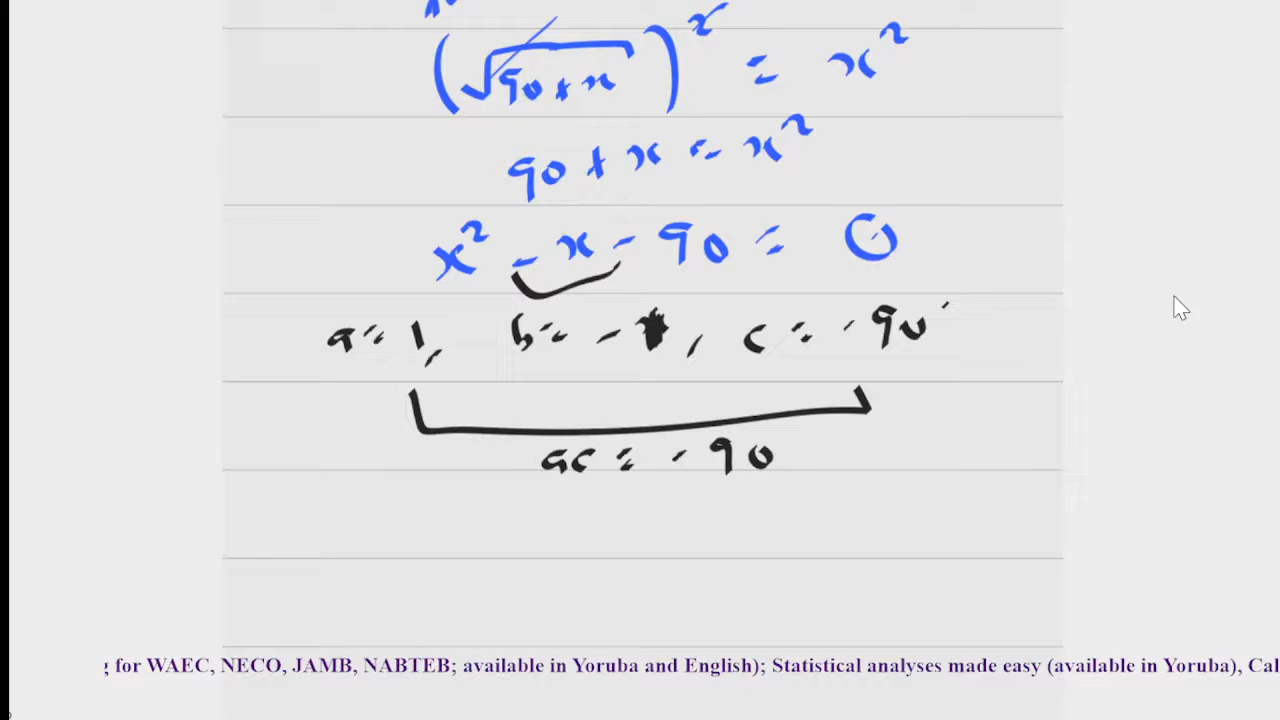 (√90+x)² = x²
90 + x = x²
x² - x - 90 = 0
a = 1, b = -1, c = -90
ac = -90
g for WAEC, NECO, JAMB, NABTEB; available in Yoruba and English); Statistical analyses made easy (available in Yoruba), Cal